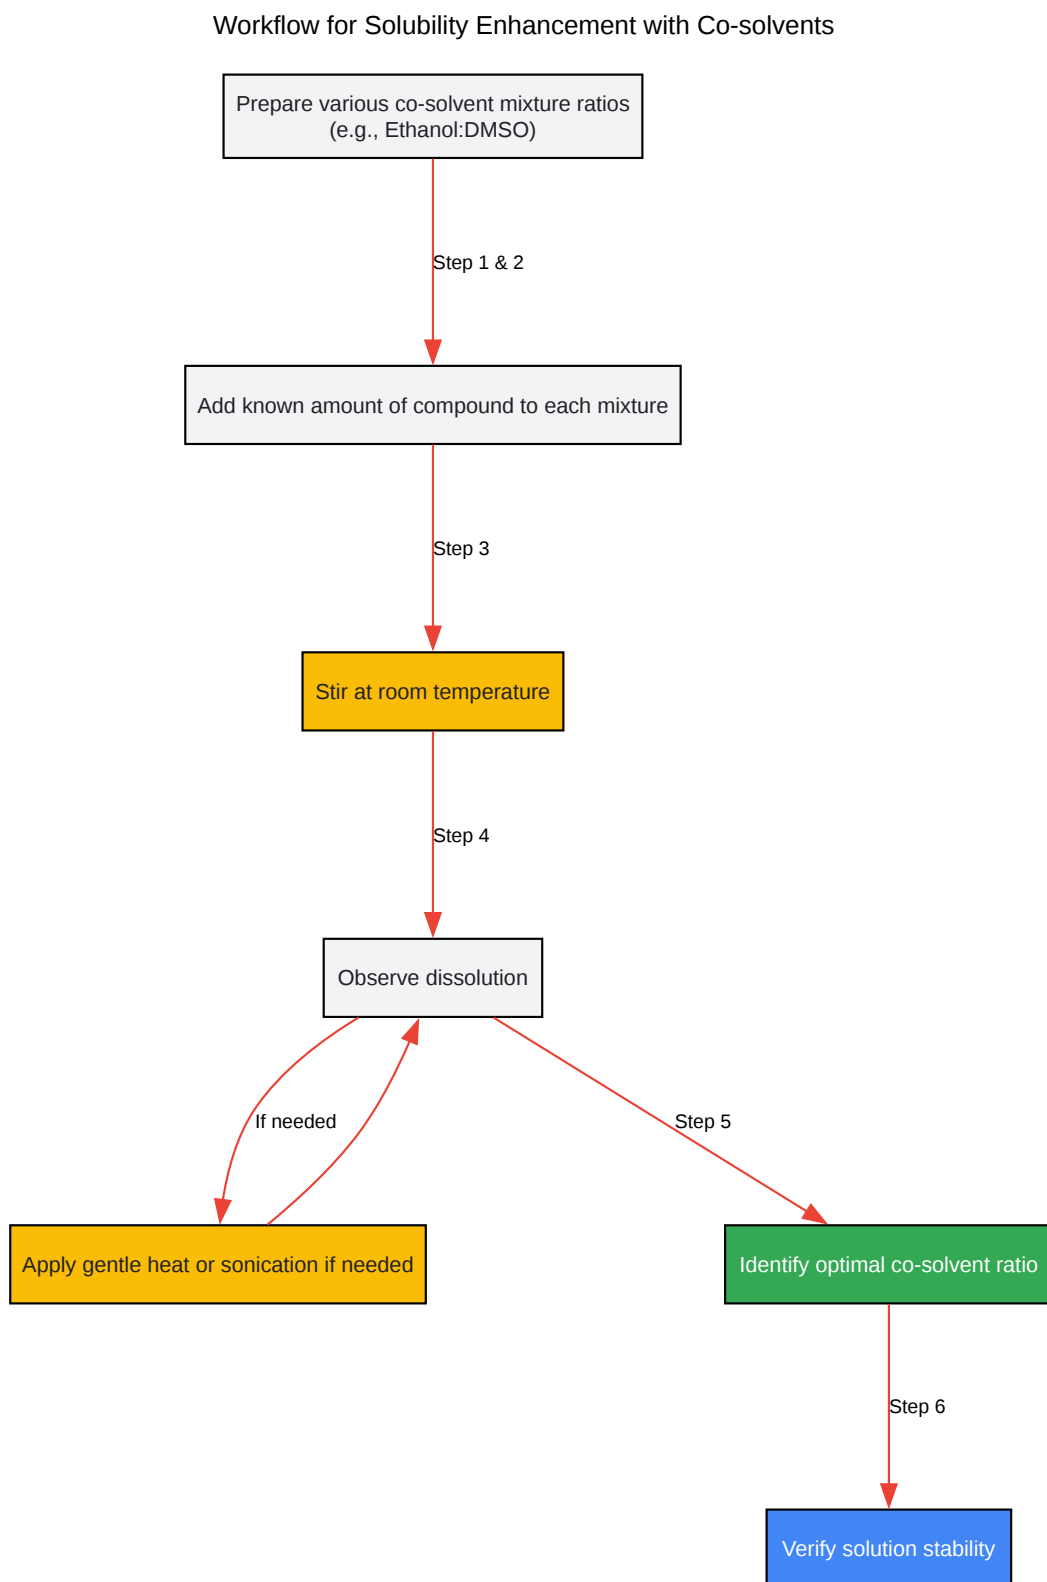 Workflow for Solubility Enhancement with Co-solvents
Prepare various co-solvent mixture ratios
(e.g., Ethanol:DMSO)
Step 1 & 2
Add known amount of compound to each mixture
Step 3
Stir at room temperature
Step 4
Observe dissolution
If needed
Step 5
Apply gentle heat or sonication if needed
Identify optimal co-solvent ratio
Step 6
Verify solution stability